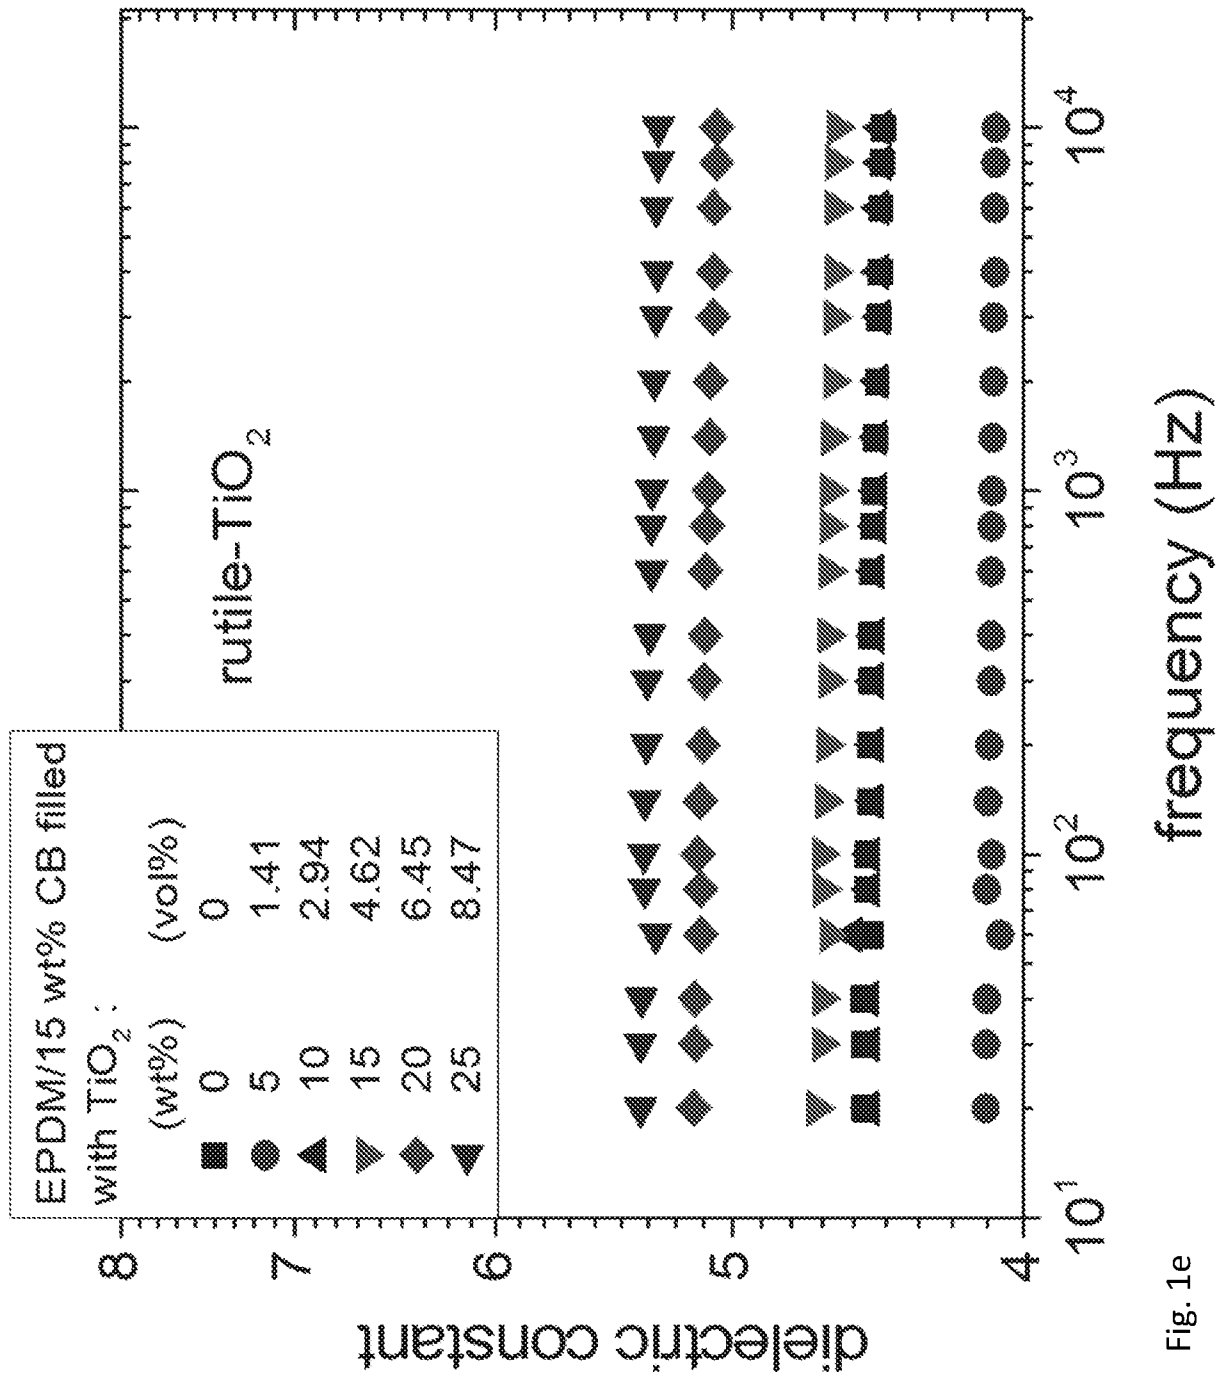 EPDM/15 wt% CB filled
with TiO2 :
(wt%) (vol%)
0 0
5 1.41
10 2.94
15 4.62
20 6.45
25 8.47
rutile-TiO2
8
7
6
5
4
dielectric constant
10^1 10^2 10^3 10^4
frequency (Hz)
Fig. 1e